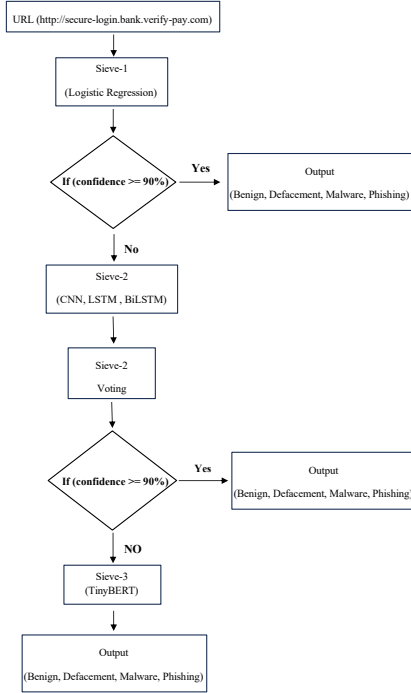 URL (http://secure-login.bank.verify-pay.com)
Sieve-1
(Logistic Regression)
If (confidence >= 90%)
Yes
Output
(Benign, Defacement, Malware, Phishing)
No
Sieve-2
(CNN, LSTM , BiLSTM)
Sieve-2
Voting
If (confidence >= 90%)
Yes
Output
(Benign, Defacement, Malware, Phishing)
NO
Sieve-3
(TinyBERT)
Output
(Benign, Defacement, Malware, Phishing)